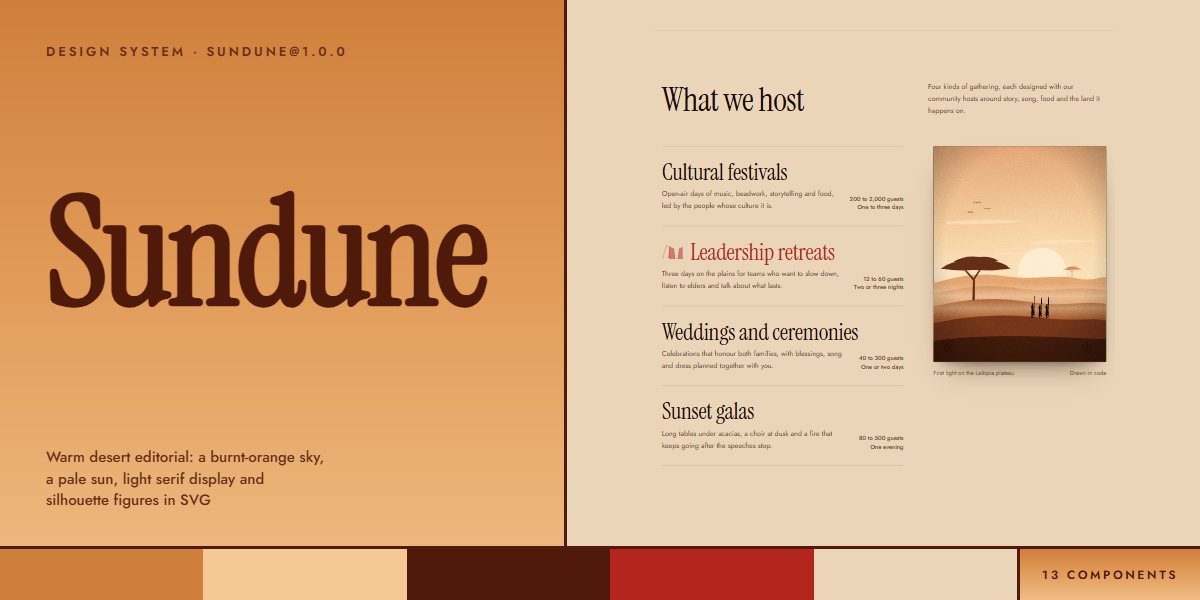 DESIGN SYSTEM · SUNDUNE@1.0.0
Sundune
Warm desert editorial: a burnt-orange sky,
a pale sun, light serif display and
silhouette figures in SVG
What we host
Four kinds of gathering, each designed with our
community hosts around story, song, food and the land it
happens on.
Cultural festivals
Open-air days of music, beadwork, storytelling and food,
led by the people whose culture it is.
200 to 2,000 guests
One to three days
Leadership retreats
Three days on the plains for teams who want to slow down,
listen to elders and talk about what lasts.
12 to 60 guests
Two or three nights
Weddings and ceremonies
Celebrations that honour both families, with blessings, song
and dress planned together with you.
40 to 300 guests
One or two days
Sunset galas
Long tables under acacias, a choir at dusk and a fire that
keeps going after the speeches stop.
80 to 500 guests
One evening
First light on the Laikipia plateau
Drawn in code
13 COMPONENTS